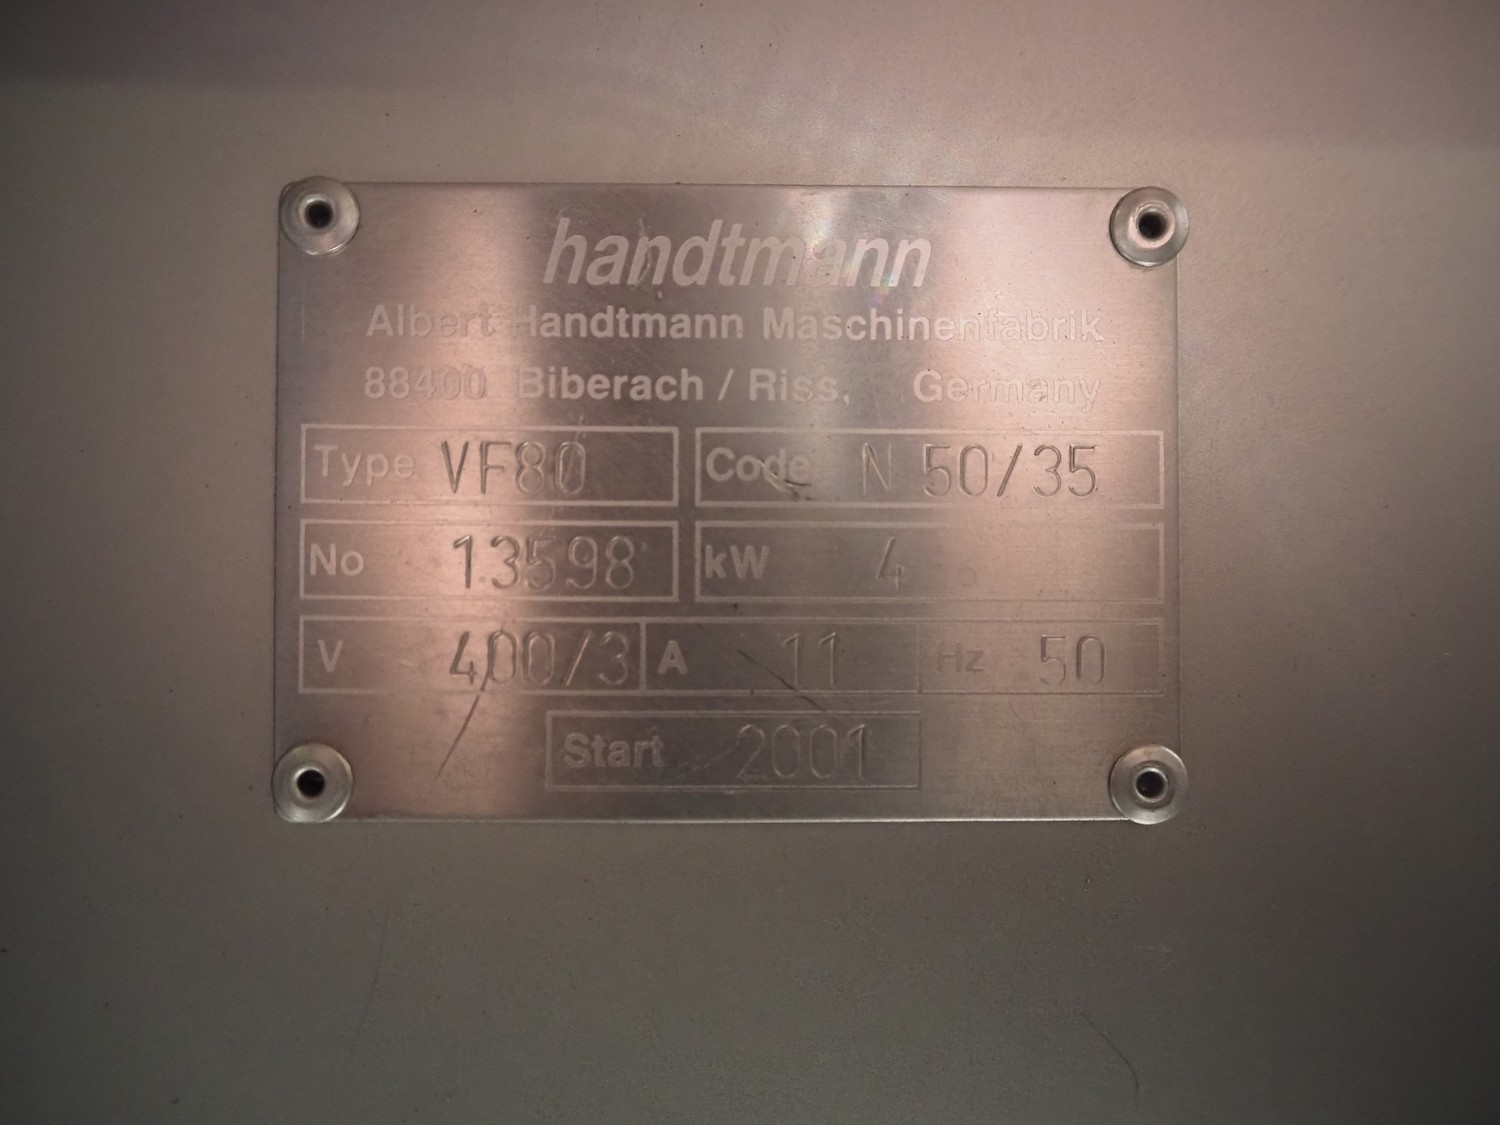 handtmann
Albert Handtmann Maschinenfabrik
88400 Biberach / Riss, Germany
Type VF80 Code N 50/35
No 13598 kW 4
V 400/3 A 11 Hz 50
Start 2001